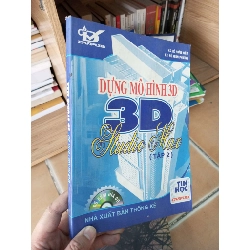 DỰNG MÔ HÌNH 3D
3D
Studio Max
(TẬP 2)
TIN
HỌC
NHÀ XUẤT BẢN THỐNG KÊ